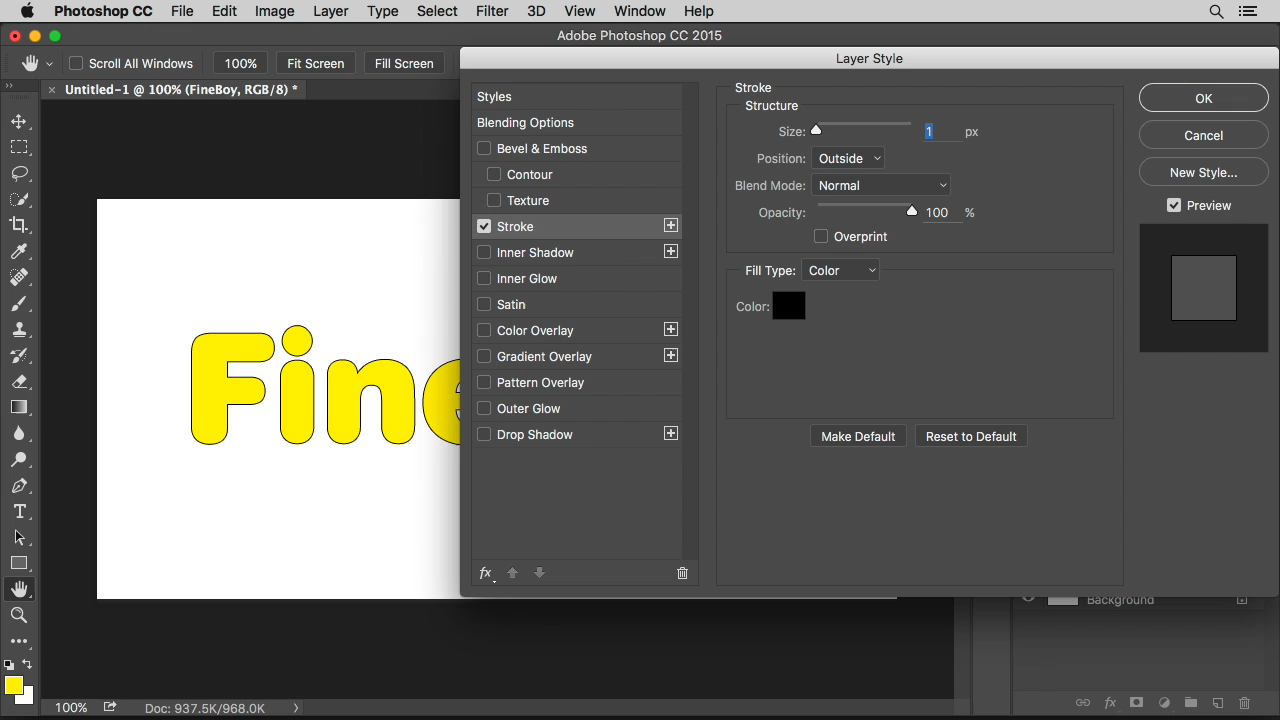 Photoshop CC File Edit Image Layer Type Select Filter 3D View Window Help
Adobe Photoshop CC 2015
Scroll All Windows 100% Fit Screen Fill Screen
Layer Style
× Untitled-1 @ 100% (FineBoy, RGB/8) *
Styles
Blending Options
Bevel & Emboss
Contour
Texture
Stroke
Inner Shadow
Inner Glow
Satin
Color Overlay
Gradient Overlay
Pattern Overlay
Outer Glow
Drop Shadow
fx
Stroke
Structure
Size: 1 px
Position: Outside
Blend Mode: Normal
Opacity: 100 %
Overprint
Fill Type: Color
Color:
Make Default Reset to Default
OK
Cancel
New Style...
Preview
Fine
T
Background
fx
100% Doc: 937.5K/968.0K